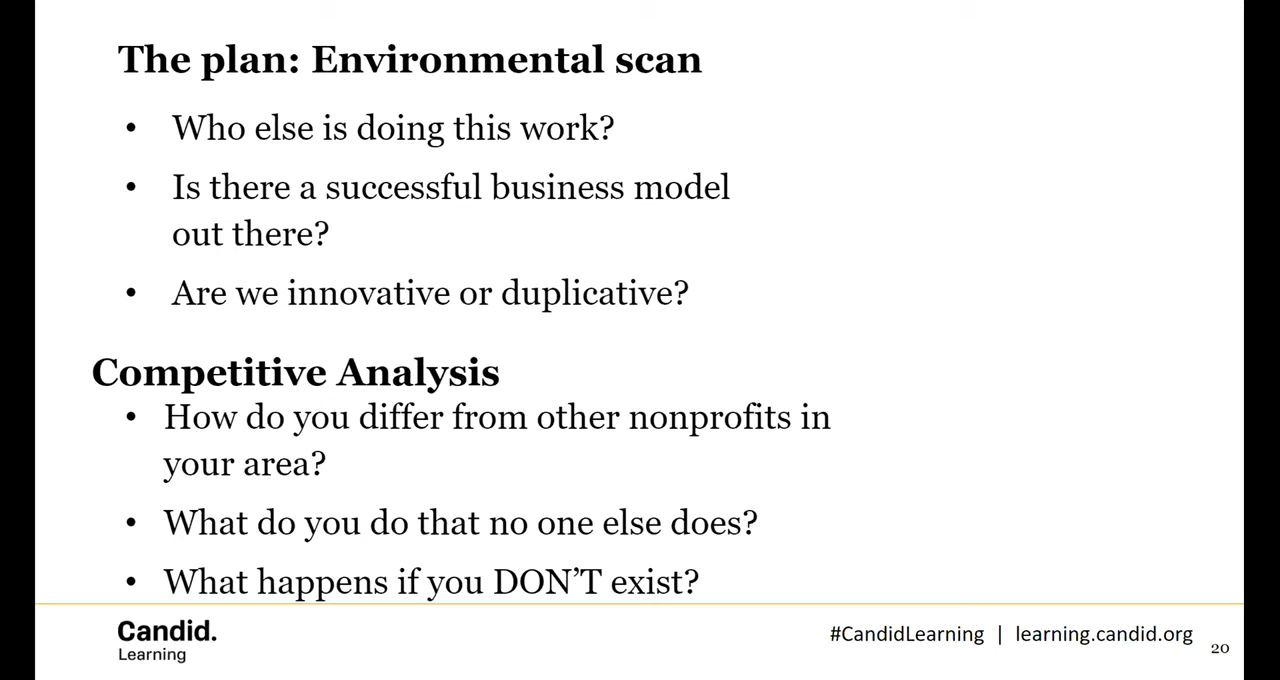 The plan: Environmental scan
• Who else is doing this work?
• Is there a successful business model
out there?
• Are we innovative or duplicative?
Competitive Analysis
• How do you differ from other nonprofits in
your area?
• What do you do that no one else does?
• What happens if you DON’T exist?
Candid.
Learning
#CandidLearning | learning.candid.org
20